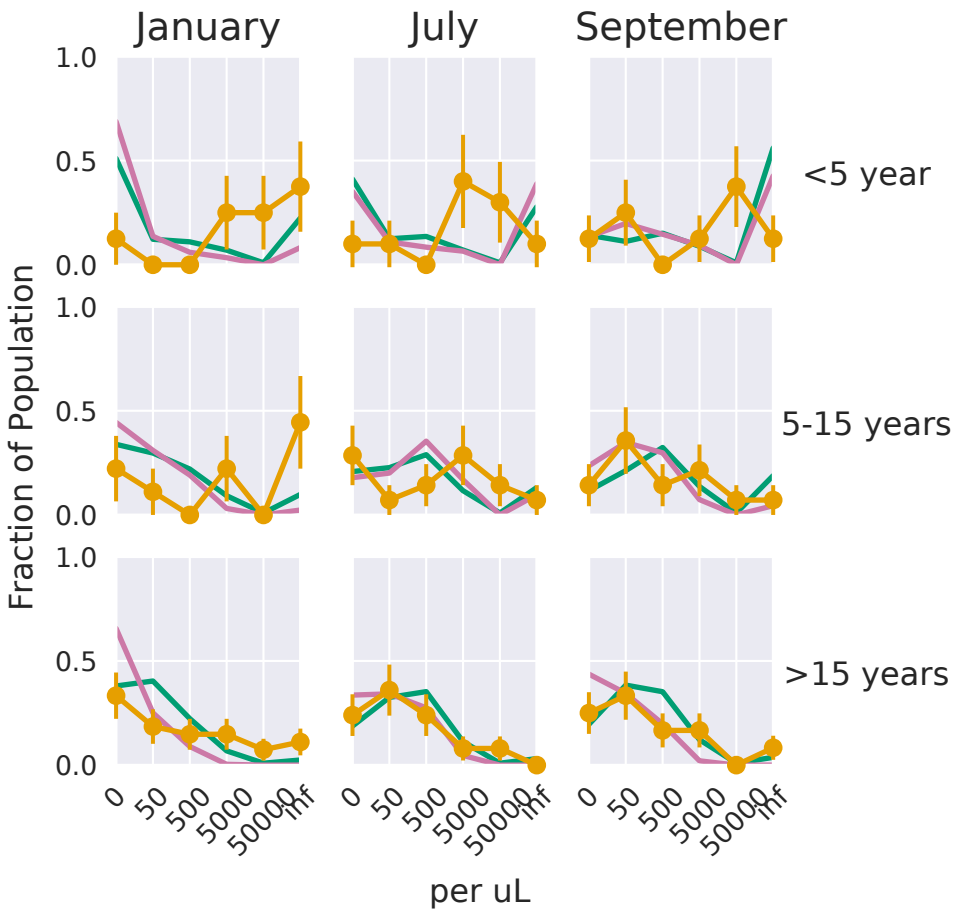 January July September
1.0
0.5
0.0
<5 year
1.0
0.5
0.0
5-15 years
1.0
0.5
0.0
>15 years
Fraction of Population
0 50 500 5000 50000 inf 0 50 500 5000 50000 inf 0 50 500 5000 50000 inf
per uL